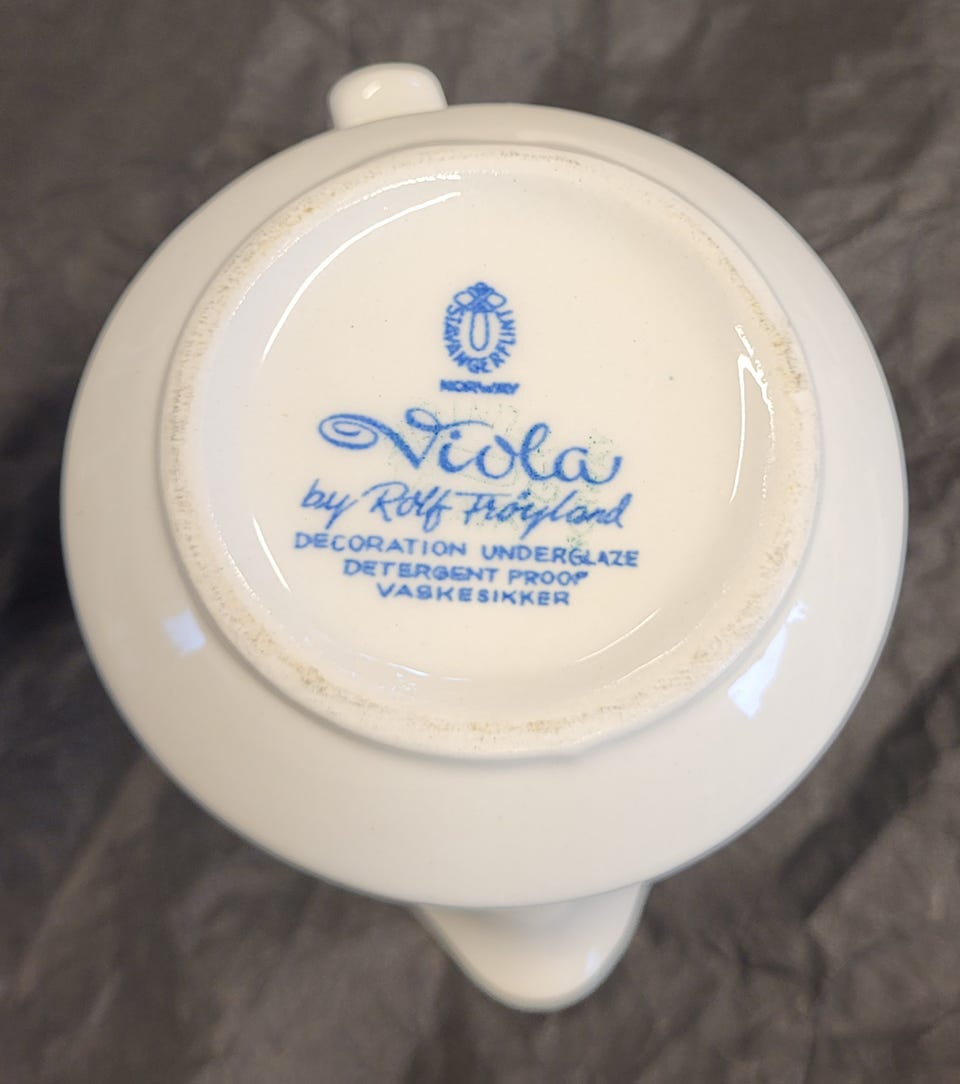 STAVANGERFLINT
NORWAY
Viola
by Rolf Frøyland
DECORATION UNDERGLAZE
DETERGENT PROOF
VASKESIKKER